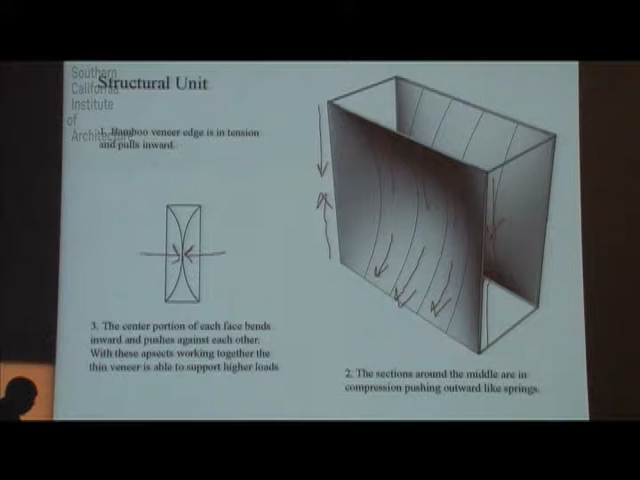 Southern
California
Institute
of
Architecture
Structural Unit
1. Bamboo veneer edge is in tension
and pulls inward.
3. The center portion of each face bends
inward and pushes against each other.
With these apsects working together the
thin veneer is able to support higher loads
2. The sections around the middle are in
compression pushing outward like springs.